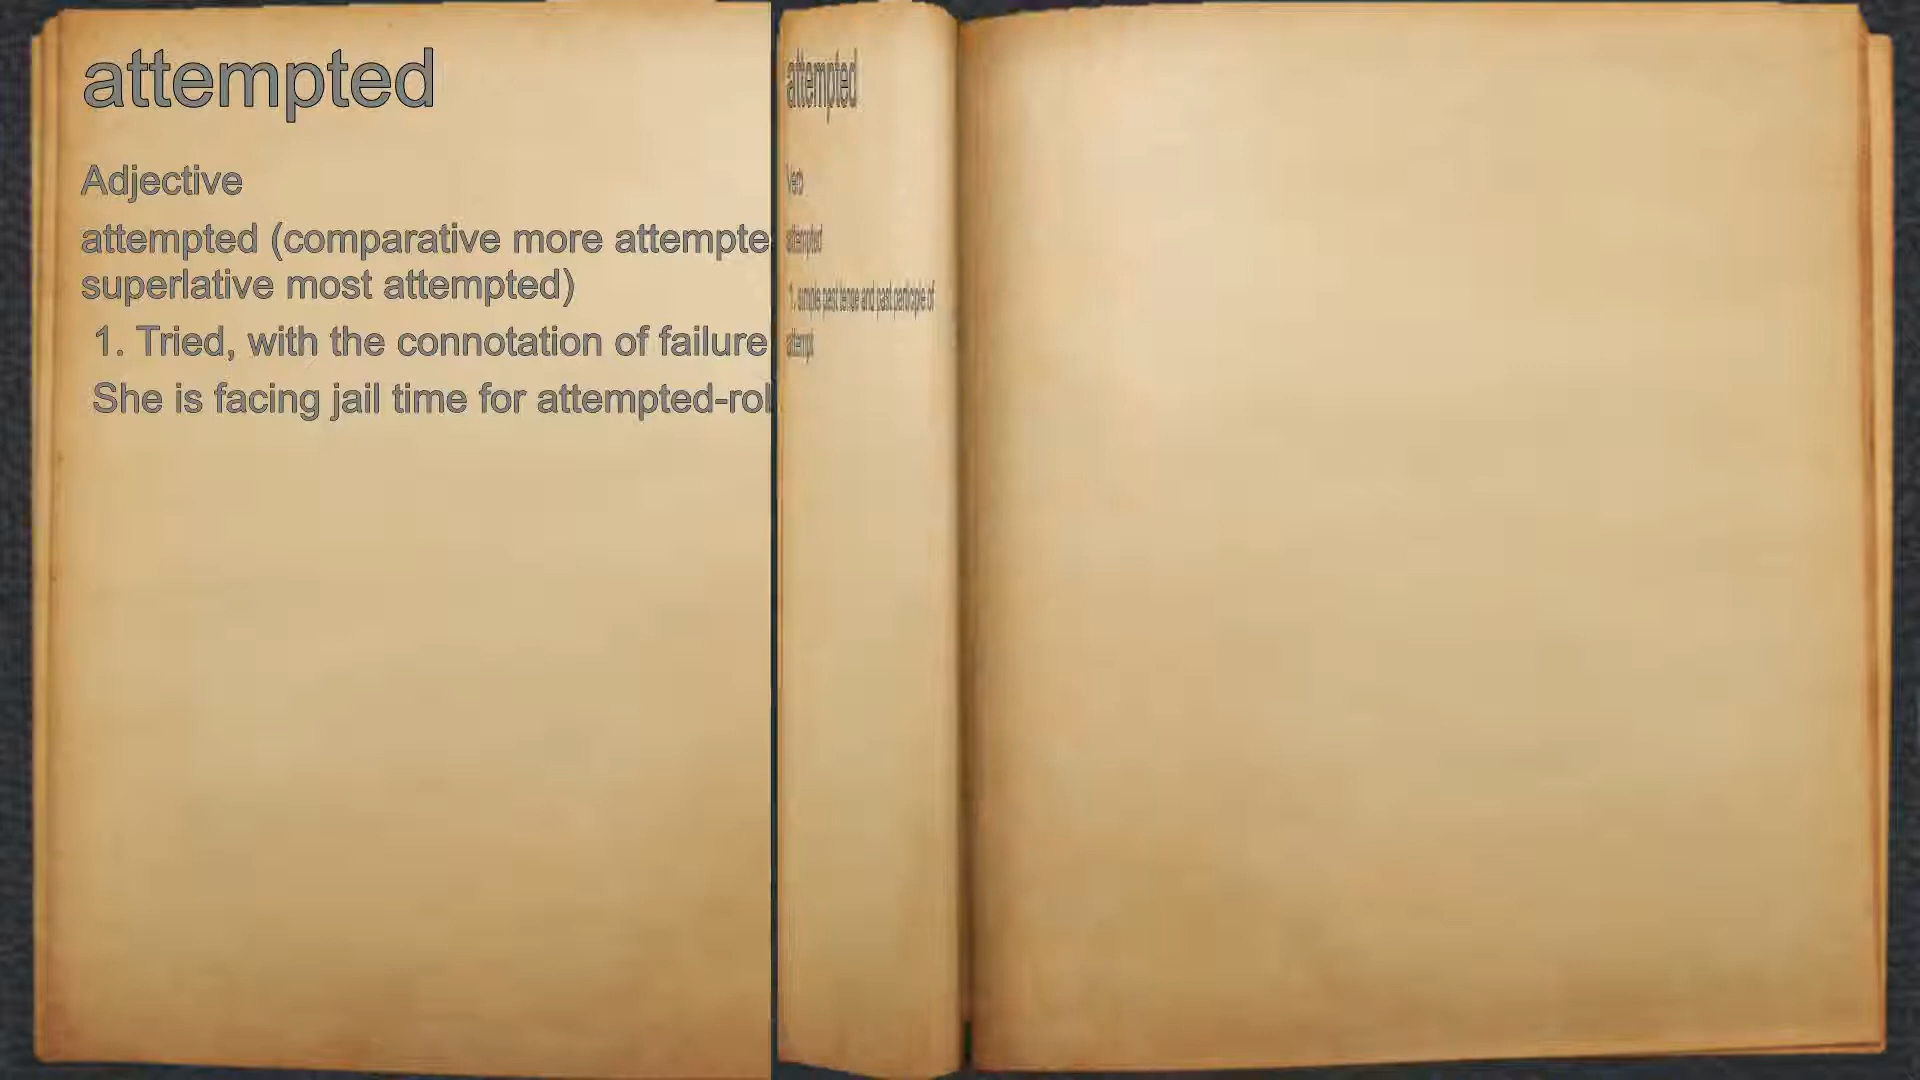 attempted
Adjective
attempted (comparative more attempte
superlative most attempted)
1. Tried, with the connotation of failure
She is facing jail time for attempted-rol
attempted
Verb
attempted
1. simple past tense and past participle of
attempt